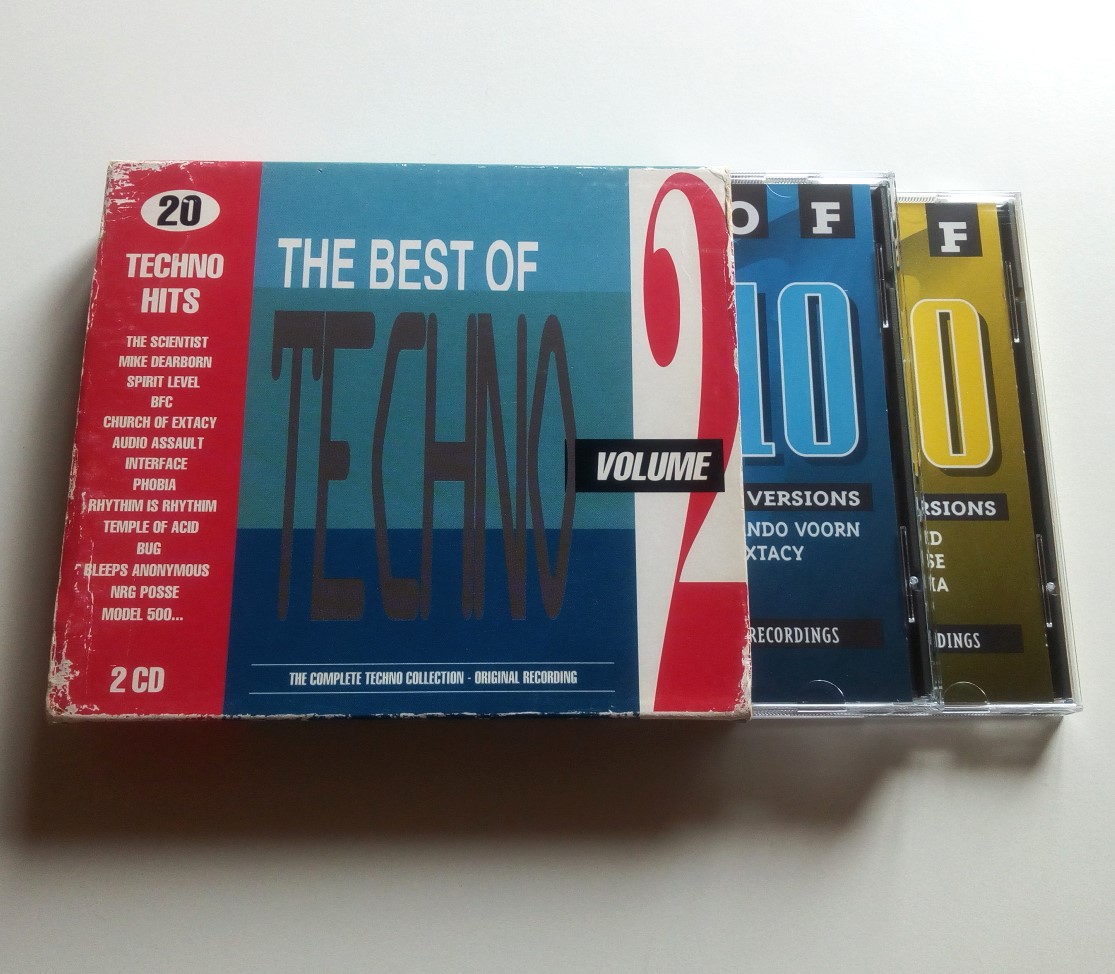 20
TECHNO
HITS
THE SCIENTIST
MIKE DEARBORN
SPIRIT LEVEL
BFC
CHURCH OF EXTACY
AUDIO ASSAULT
INTERFACE
PHOBIA
RHYTHIM IS RHYTHIM
TEMPLE OF ACID
BUG
BLEEPS ANONYMOUS
NRG POSSE
MODEL 500...
2 CD
THE BEST OF
TECHNO
VOLUME
2
THE COMPLETE TECHNO COLLECTION - ORIGINAL RECORDING
O F
10
VERSIONS
NDO VOORN
XTACY
RECORDINGS
F
0
RSIONS
D
SE
IA
DINGS